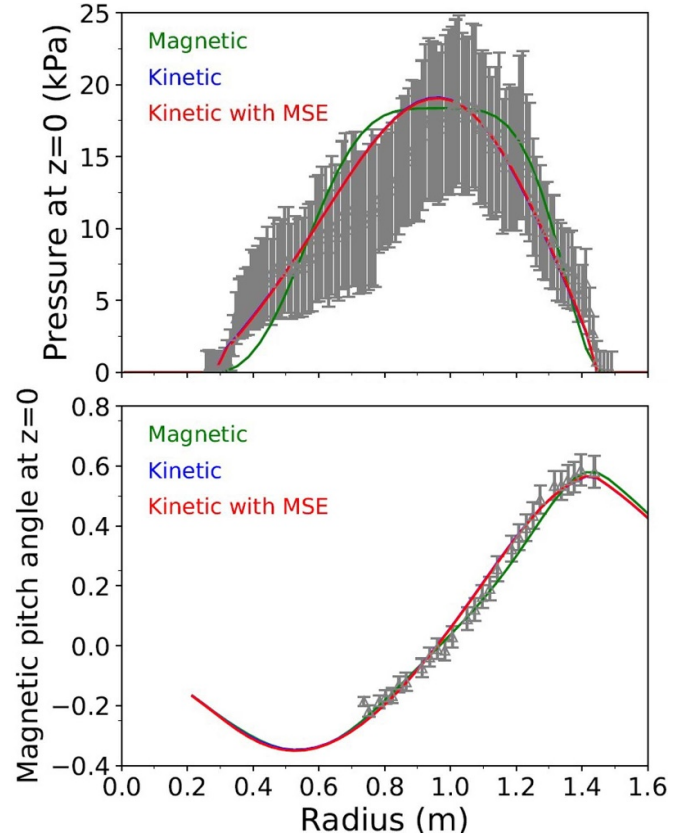 Pressure at z=0 (kPa)
25
20
15
10
5
0
Magnetic
Kinetic
Kinetic with MSE
Magnetic pitch angle at z=0
0.8
0.6
0.4
0.2
0.0
−0.2
−0.4
Magnetic
Kinetic
Kinetic with MSE
0.0 0.2 0.4 0.6 0.8 1.0 1.2 1.4 1.6
Radius (m)